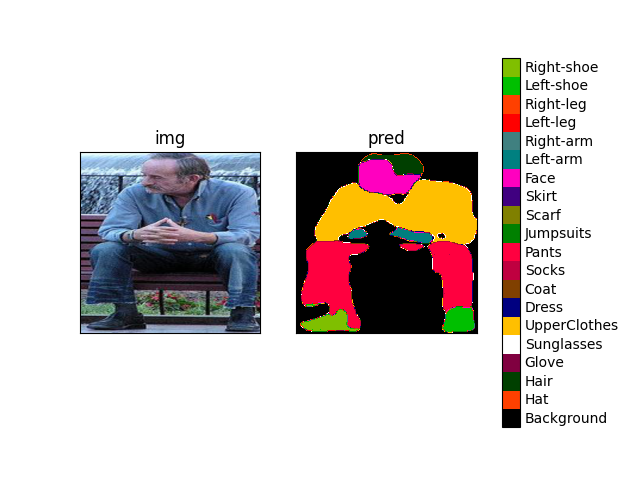 img
pred
Right-shoe
Left-shoe
Right-leg
Left-leg
Right-arm
Left-arm
Face
Skirt
Scarf
Jumpsuits
Pants
Socks
Coat
Dress
UpperClothes
Sunglasses
Glove
Hair
Hat
Background